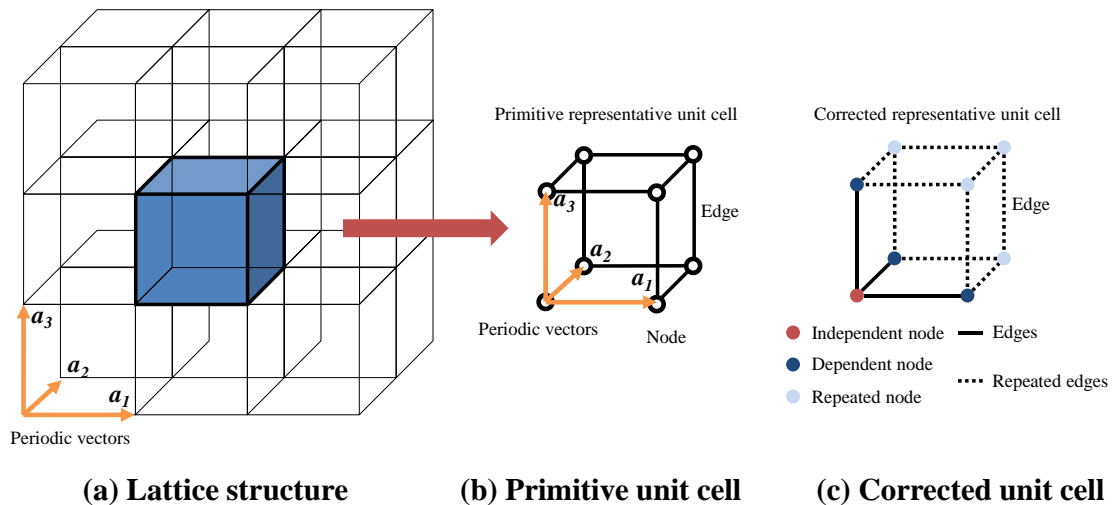 a3
a2
a1
Periodic vectors
(a) Lattice structure
Primitive representative unit cell
a3
Edge
a2
a1
Periodic vectors
Node
(b) Primitive unit cell
Corrected representative unit cell
Edge
Independent node
Edges
Dependent node
Repeated edges
Repeated node
(c) Corrected unit cell